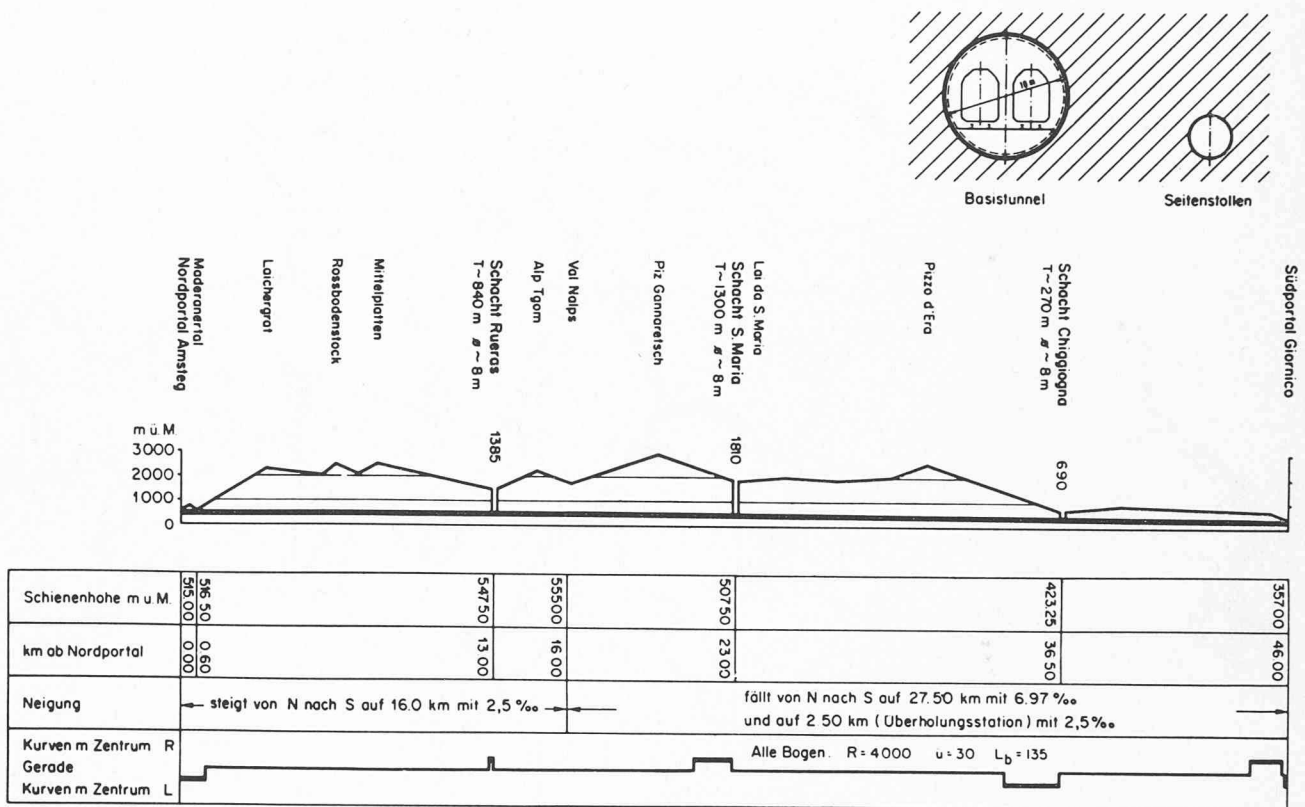 10 m
Basistunnel
Seitenstollen
Maderanertal
Nordportal Amsteg
Laichergrat
Rossbodenstock
Mittelplatten
Schacht Rueras
T ~ 840 m ø ~ 8 m
Alp Tgom
Val Nalps
Piz Gannaretsch
Lai da S. Maria
Schacht S. Maria
T ~ 1300 m ø ~ 8 m
Pizzo d'Era
Schacht Chiggiogna
T ~ 270 m ø ~ 8 m
Südportal Giornico
m ü. M.
3000
2000
1000
0
1385
1810
690
Schienenhohe m u. M. 515.00 516.50 547.50 555.00 507.50 423.25 357.00
km ab Nordportal 0.00 0.60 13.00 16.00 23.00 36.50 46.00
Neigung
steigt von N nach S auf 16.0 km mit 2,5 ‰
fällt von N nach S auf 27.50 km mit 6.97 ‰
und auf 2.50 km (Überholungsstation) mit 2,5 ‰
Kurven m Zentrum R
Gerade
Kurven m Zentrum L
Alle Bogen. R = 4000 ü = 30 Lb = 135